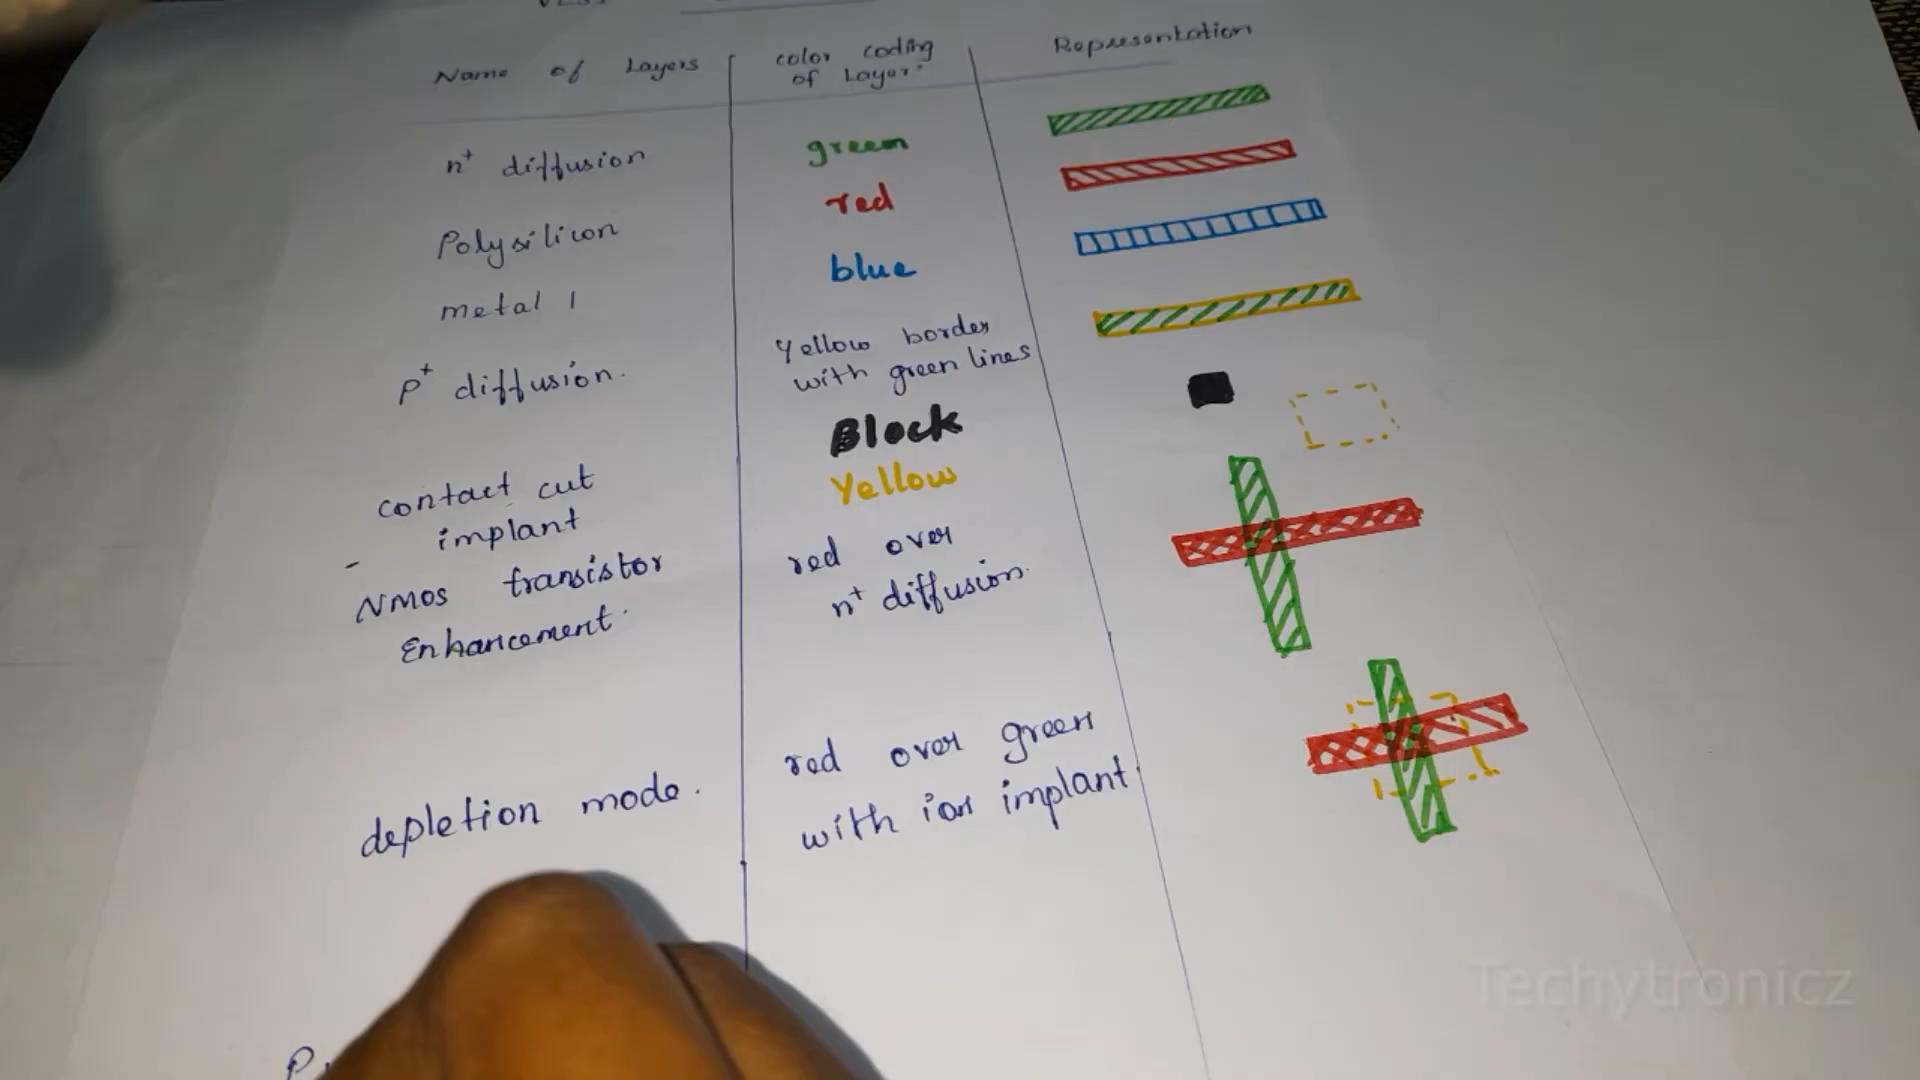 Name of Layers
color coding
of Layer
Representation
n+ diffusion
green
Polysilicon
red
metal 1
blue
P+ diffusion.
Yellow border
with green lines
contact cut
Block
implant
Yellow
NMOS transistor
Enhancement.
red over
n+ diffusion.
depletion mode.
red over green
with ion implant
P
Techytronicz